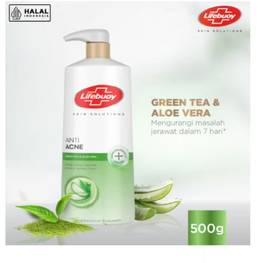 HALAL
INDONESIA
Lifebuoy
SKIN SOLUTIONS
Lifebuoy
SKIN SOLUTIONS
ANTI
ACNE
GREEN TEA &
ALOE VERA
Mengurangi masalah
jerawat dalam 7 hari*
500g